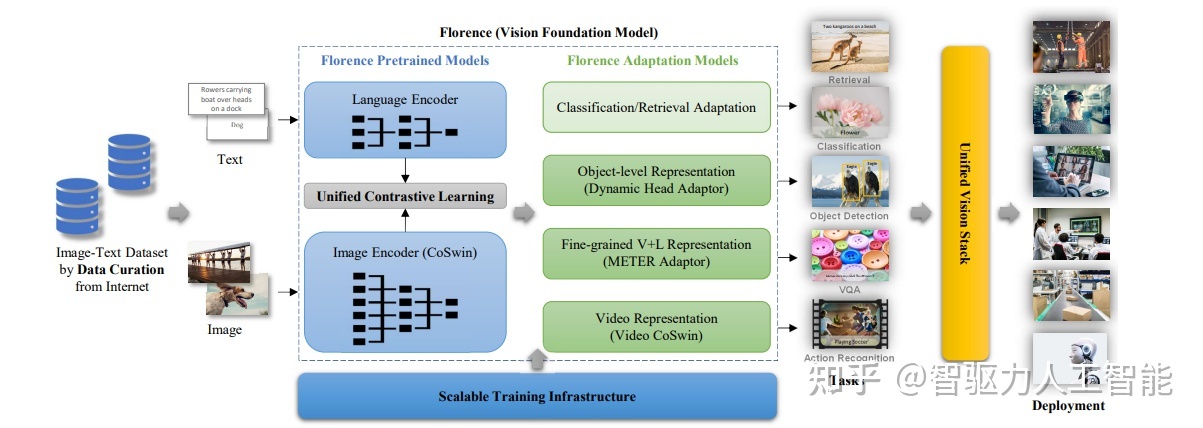 Florence (Vision Foundation Model)
Florence Pretrained Models
Florence Adaptation Models
Rowers carrying
boat over heads
on a dock
Dog
Text
Image-Text Dataset
by Data Curation
from Internet
Image
Language Encoder
Unified Contrastive Learning
Image Encoder (CoSwin)
Classification/Retrieval Adaptation
Object-level Representation
(Dynamic Head Adaptor)
Fine-grained V+L Representation
(METER Adaptor)
Video Representation
(Video CoSwin)
Scalable Training Infrastructure
Two kangaroos on a beach
Retrieval
Flower
Classification
Eagle
Eagle
Object Detection
VQA
Playing Soccer
Action Recognition
Tasks
Unified Vision Stack
Deployment
知乎 @智驱力人工智能